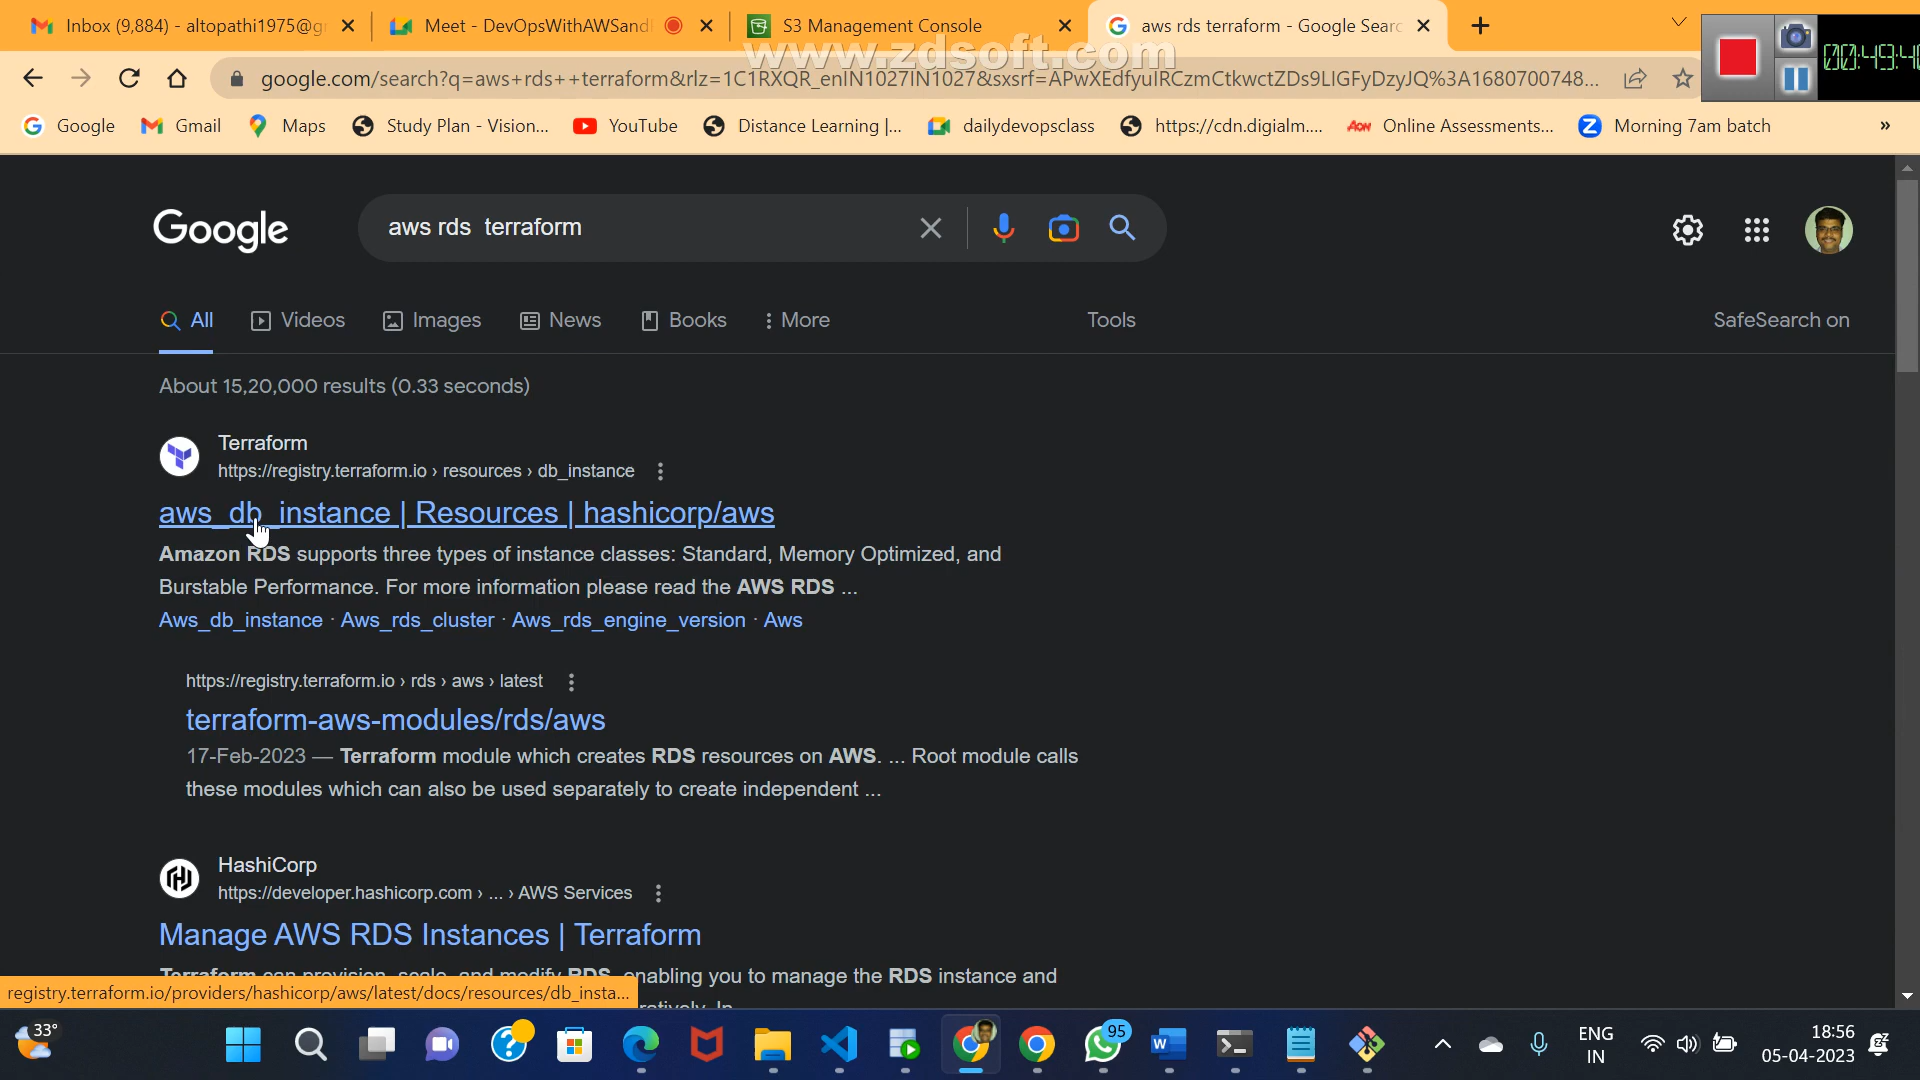 Inbox (9,884) - altopathi1975@g
Meet - DevOpsWithAWSand
S3 Management Console
aws rds terraform - Google Searc
www.zdsoft.com
google.com/search?q=aws+rds++terraform&rlz=1C1RXQR_enIN1027IN1027&sxsrf=APwXEdfyuIRCzmCtkwctZDs9LIGFyDzyJQ%3A1680700748...
Google
Gmail
Maps
Study Plan - Vision...
YouTube
Distance Learning |...
dailydevopsclass
https://cdn.digialm....
AON
Online Assessments...
Z
Morning 7am batch
»
Google
aws rds  terraform
All
Videos
Images
News
Books
More
Tools
SafeSearch on
About 15,20,000 results (0.33 seconds)
Terraform
https://registry.terraform.io › resources › db_instance
aws_db_instance | Resources | hashicorp/aws
Amazon RDS supports three types of instance classes: Standard, Memory Optimized, and
Burstable Performance. For more information please read the AWS RDS ...
Aws_db_instance · Aws_rds_cluster · Aws_rds_engine_version · Aws
https://registry.terraform.io › rds › aws › latest
terraform-aws-modules/rds/aws
17-Feb-2023 — Terraform module which creates RDS resources on AWS. ... Root module calls
these modules which can also be used separately to create independent ...
HashiCorp
https://developer.hashicorp.com › ... › AWS Services
Manage AWS RDS Instances | Terraform
Terraform can provision, scale, and modify RDS, enabling you to manage the RDS instance and
registry.terraform.io/providers/hashicorp/aws/latest/docs/resources/db_insta...
33°
95
ENG
IN
18:56
05-04-2023